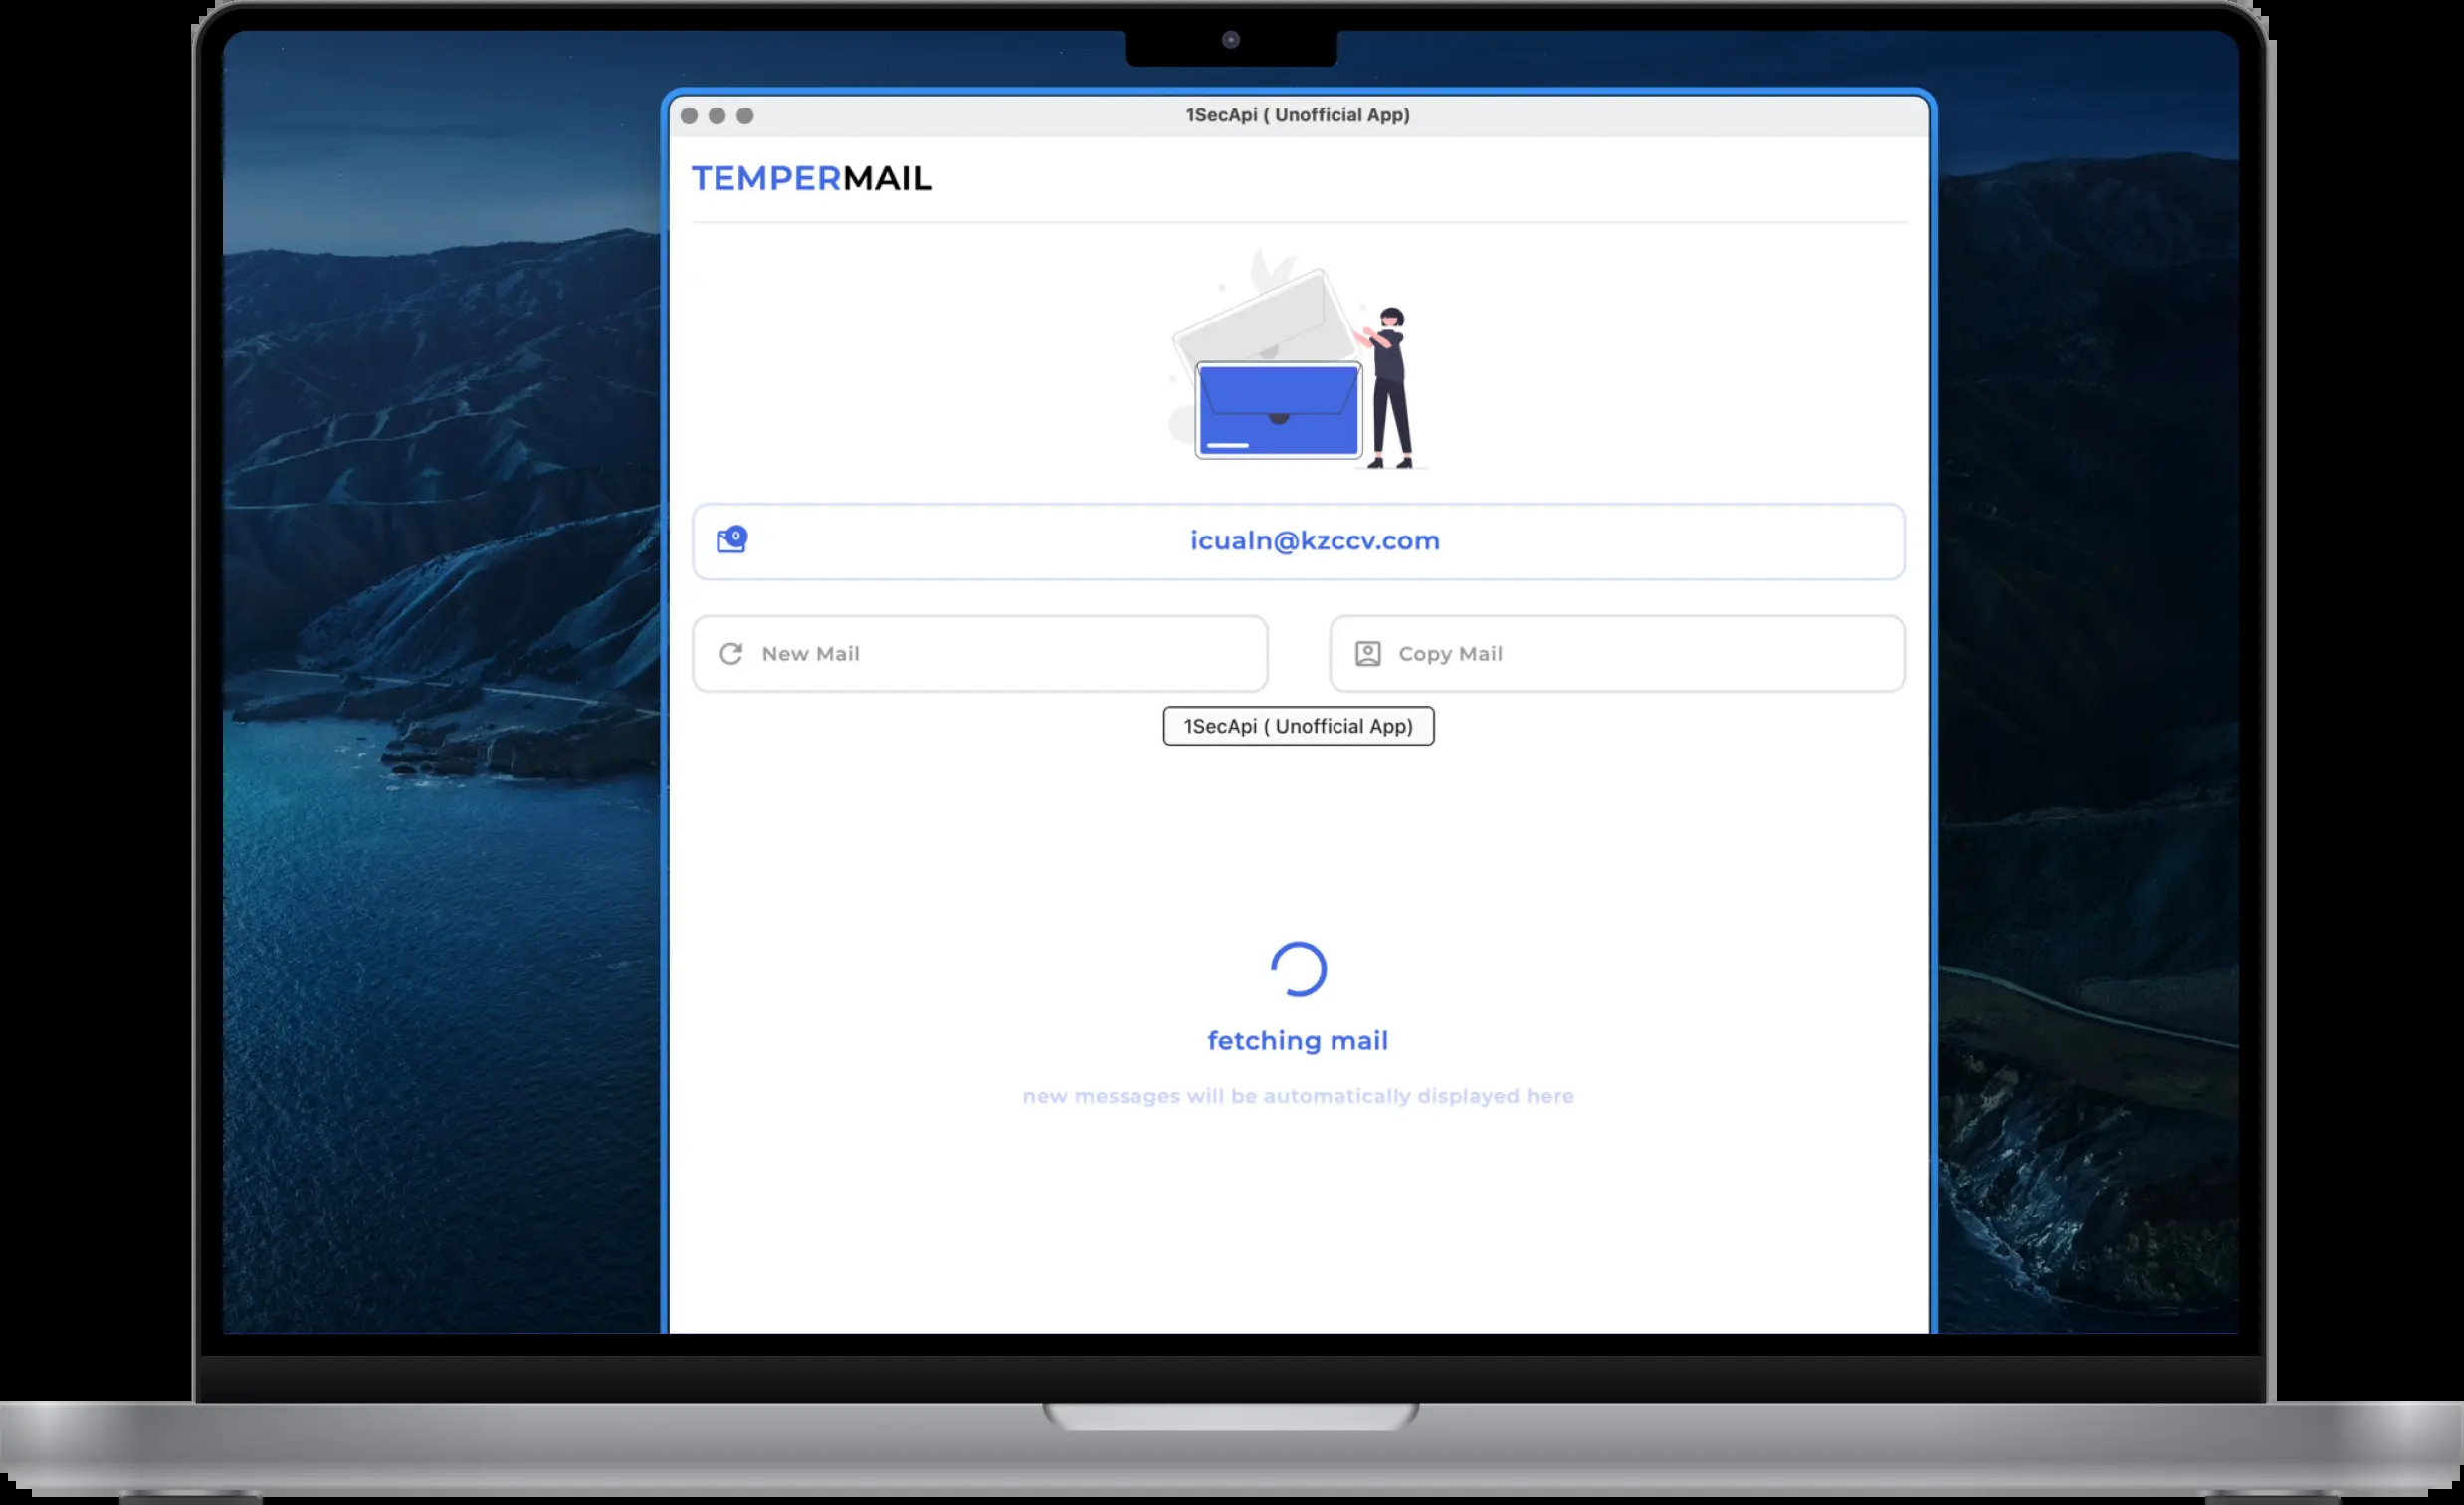 1SecApi ( Unofficial App)
TEMPERMAIL
0
icualn@kzccv.com
New Mail
Copy Mail
1SecApi ( Unofficial App)
fetching mail
new messages will be automatically displayed here